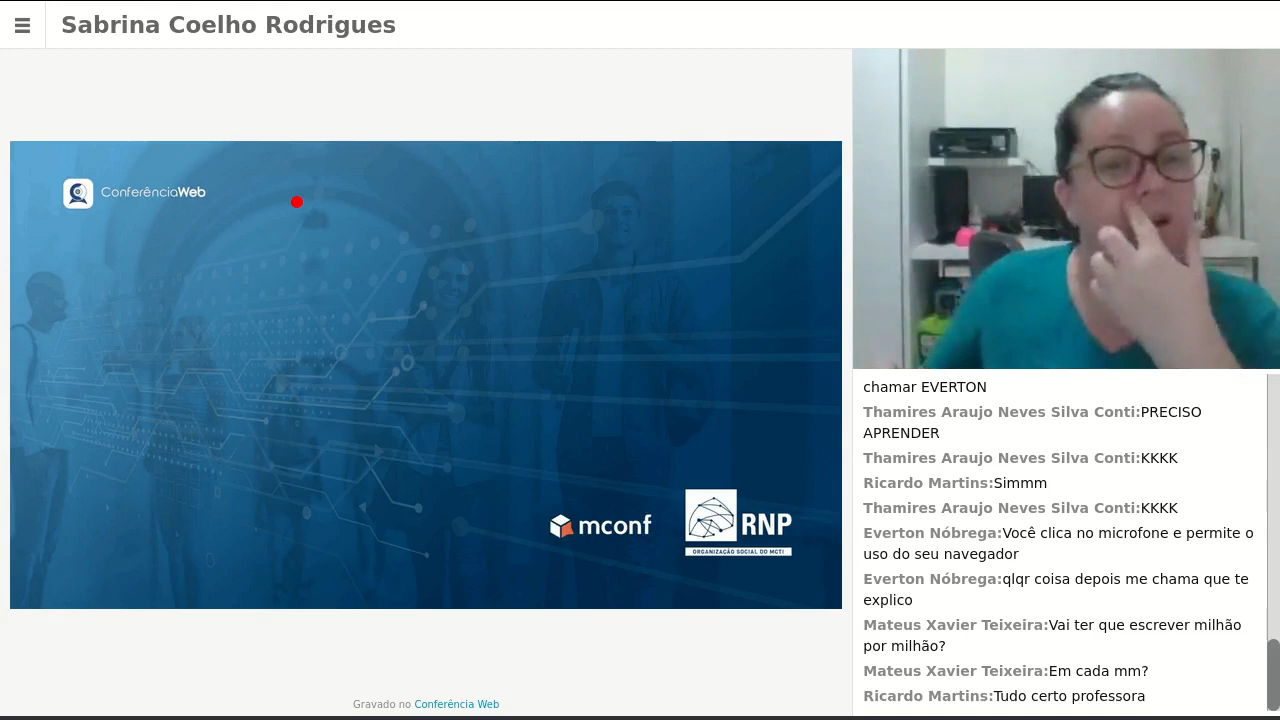 Sabrina Coelho Rodrigues
ConferênciaWeb
mconf
RNP
ORGANIZAÇÃO SOCIAL DO MCTI
Gravado no Conferência Web
chamar EVERTON
Thamires Araujo Neves Silva Conti:PRECISO
APRENDER
Thamires Araujo Neves Silva Conti:KKKK
Ricardo Martins:Simmm
Thamires Araujo Neves Silva Conti:KKKK
Everton Nóbrega:Você clica no microfone e permite o
uso do seu navegador
Everton Nóbrega:qlqr coisa depois me chama que te
explico
Mateus Xavier Teixeira:Vai ter que escrever milhão
por milhão?
Mateus Xavier Teixeira:Em cada mm?
Ricardo Martins:Tudo certo professora